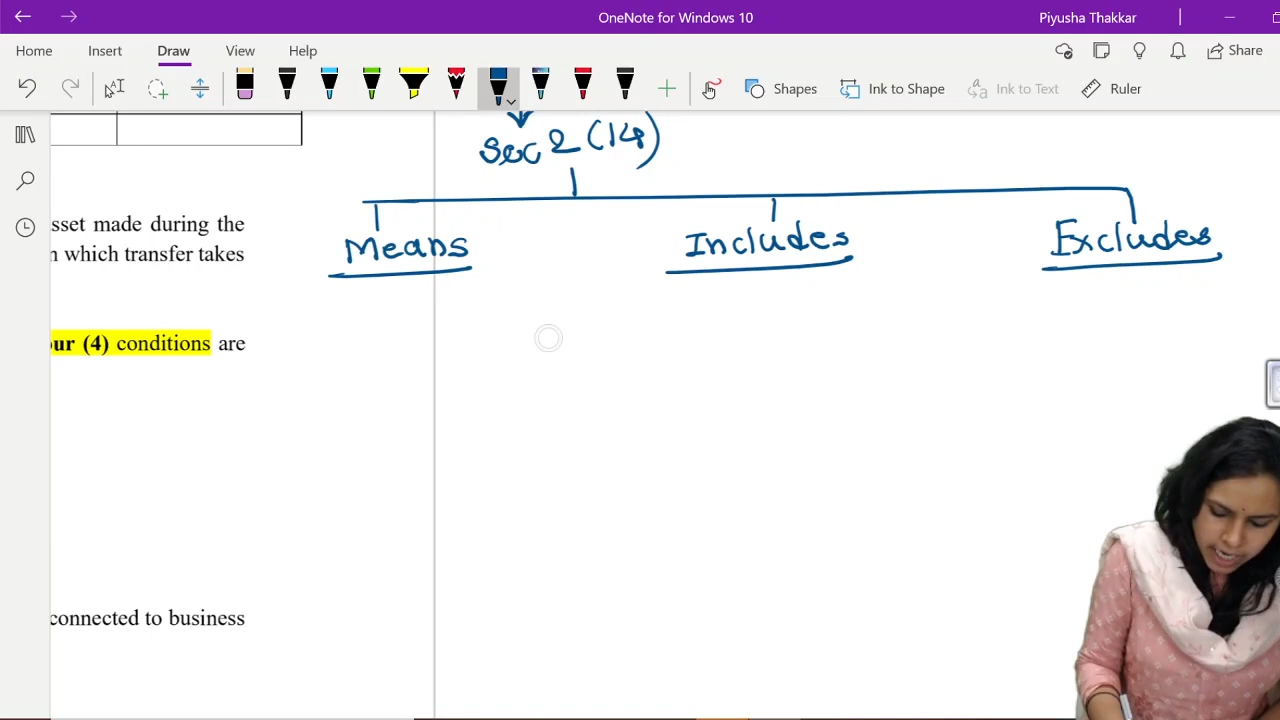 OneNote for Windows 10
Piyusha Thakkar
Home Insert Draw View Help
Share
Shapes Ink to Shape Ink to Text Ruler
sec 2 (14)
Means Includes Excludes
sset made during the
n which transfer takes
our (4) conditions are
connected to business